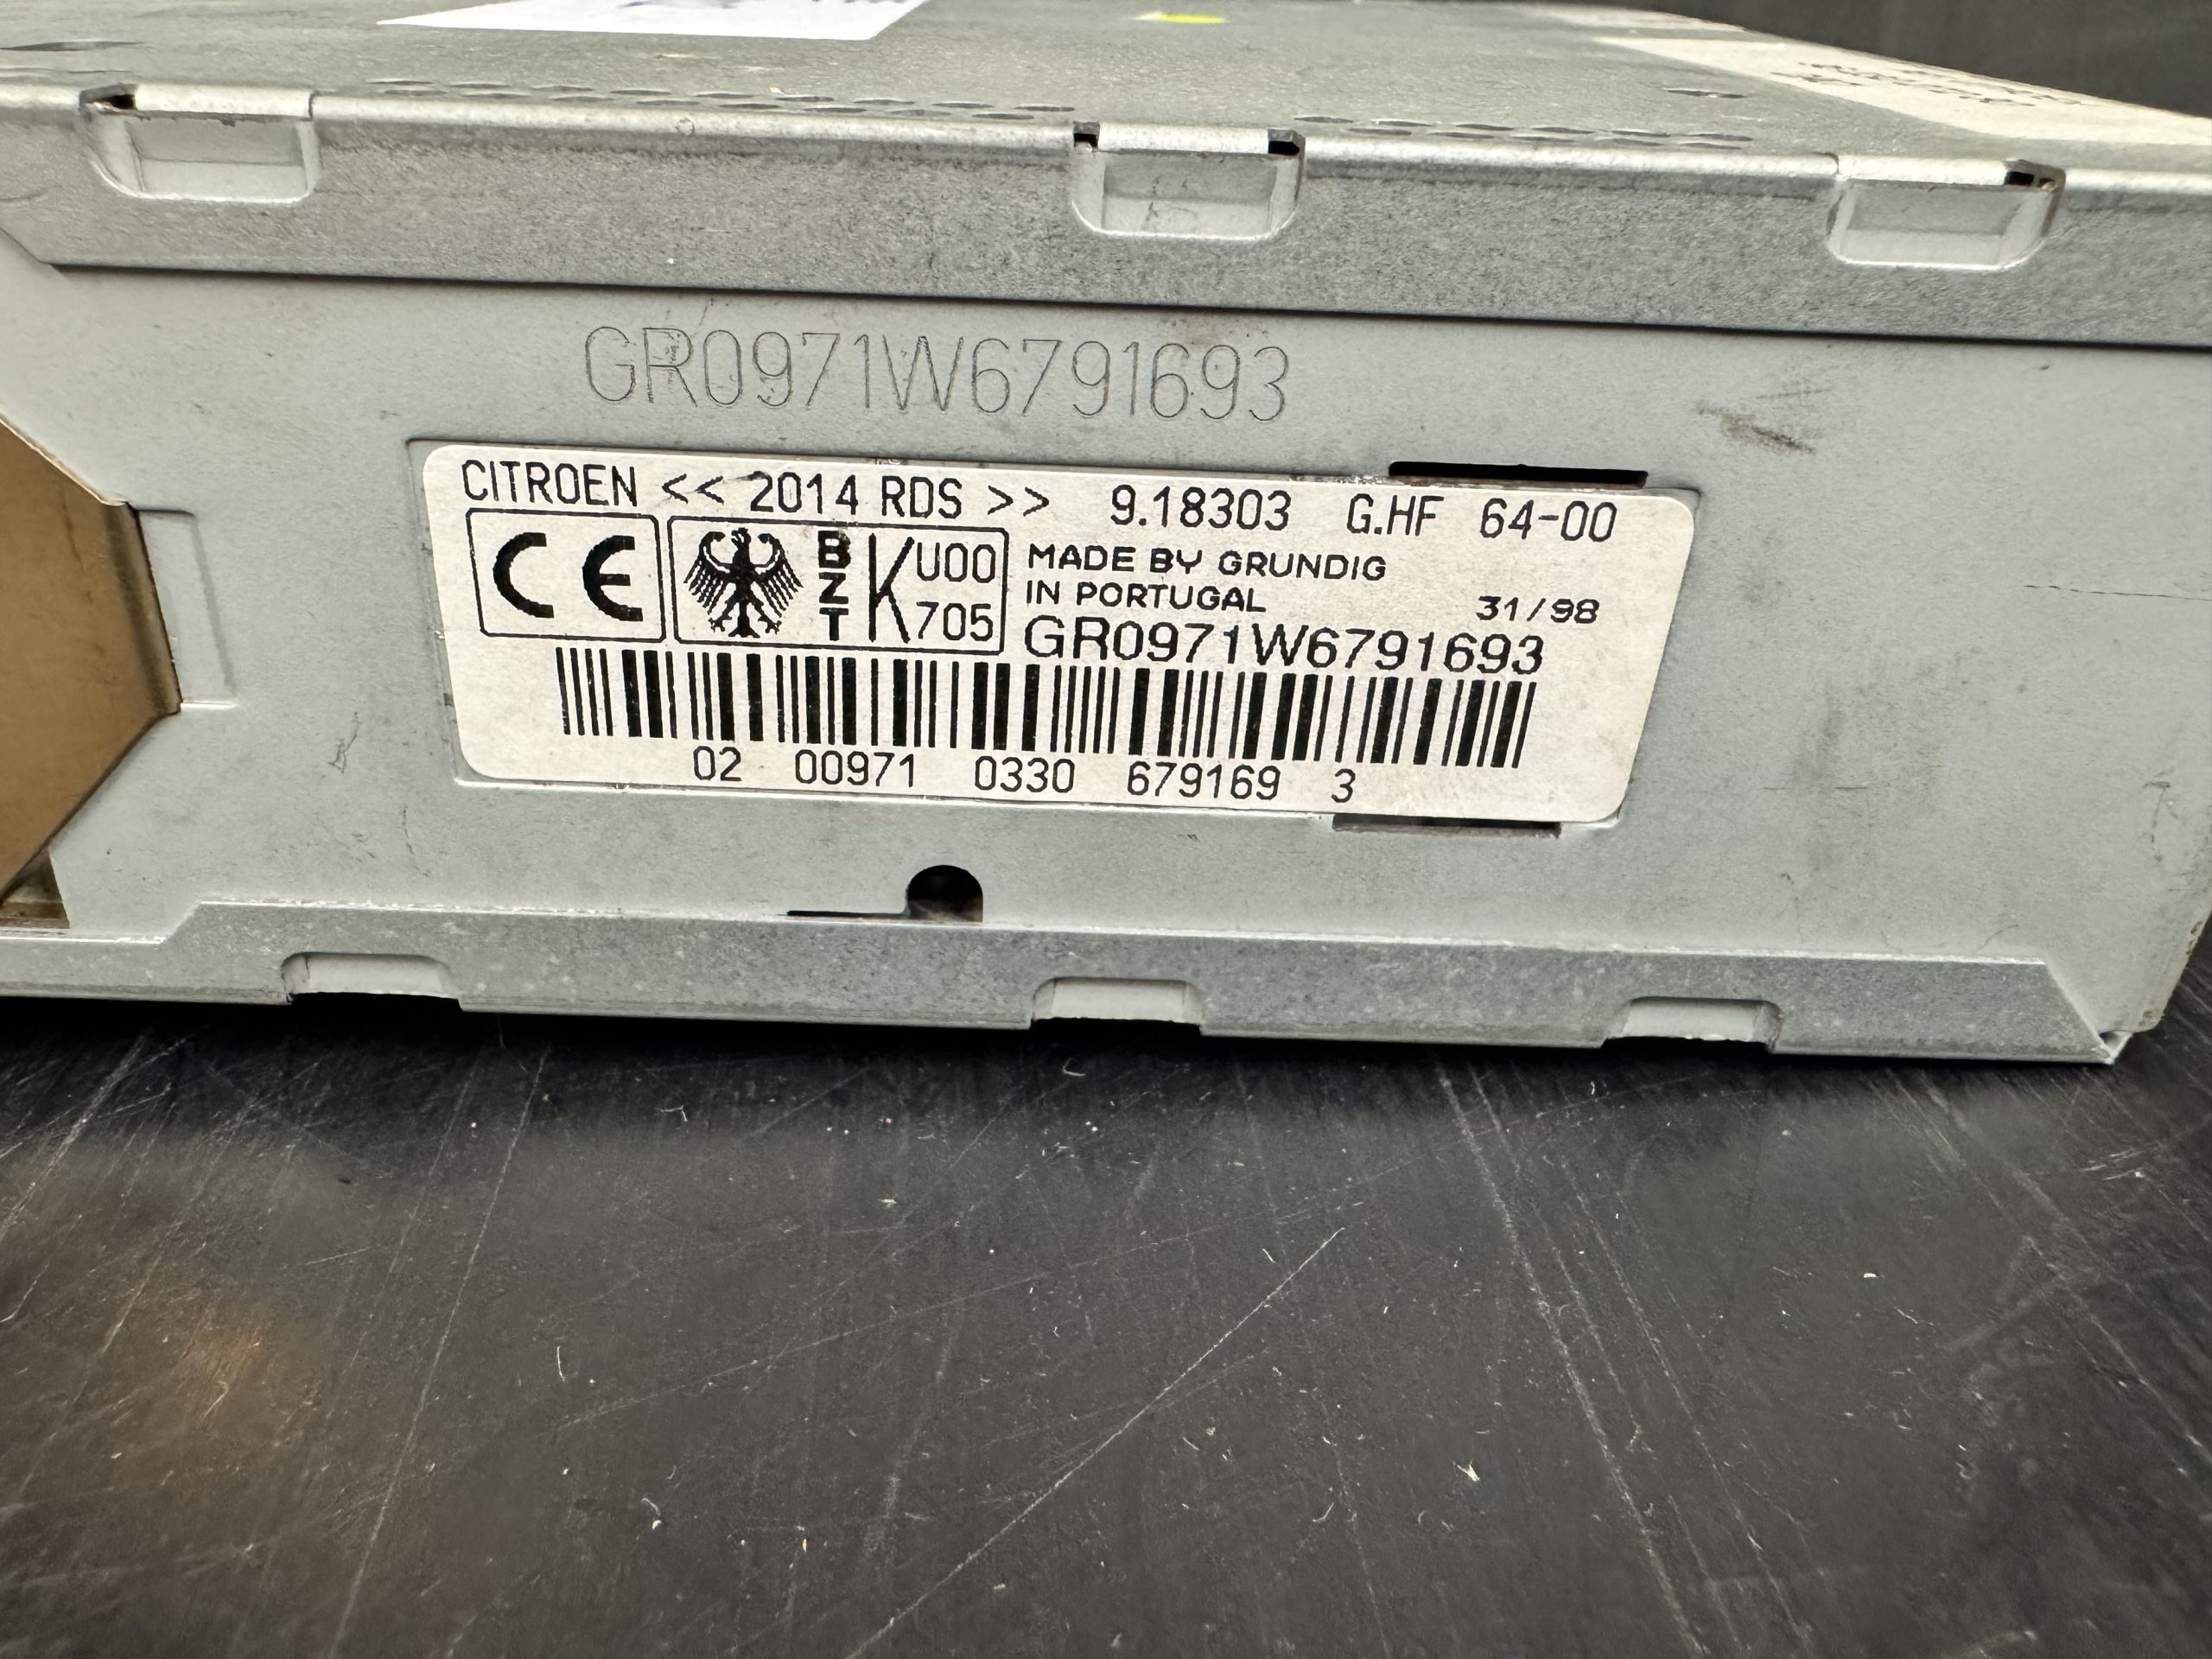 GR0971W6791693
CITROEN << 2014 RDS >> 9.18303 G.HF 64-00
CE BZT KU00 705
MADE BY GRUNDIG
IN PORTUGAL 31/98
GR0971W6791693
02 00971 0330 679169 3